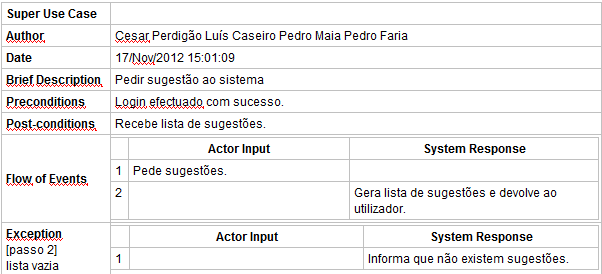 Super Use Case
Author Cesar Perdigão Luís Caseiro Pedro Maia Pedro Faria
Date 17/Nov/2012 15:01:09
Brief Description Pedir sugestão ao sistema
Preconditions Login efectuado com sucesso.
Post-conditions Recebe lista de sugestões.
Flow of Events
Actor Input System Response
1 Pede sugestões.
2 Gera lista de sugestões e devolve ao
utilizador.
Exception
[passo 2]
lista vazia
Actor Input System Response
1 Informa que não existem sugestões.